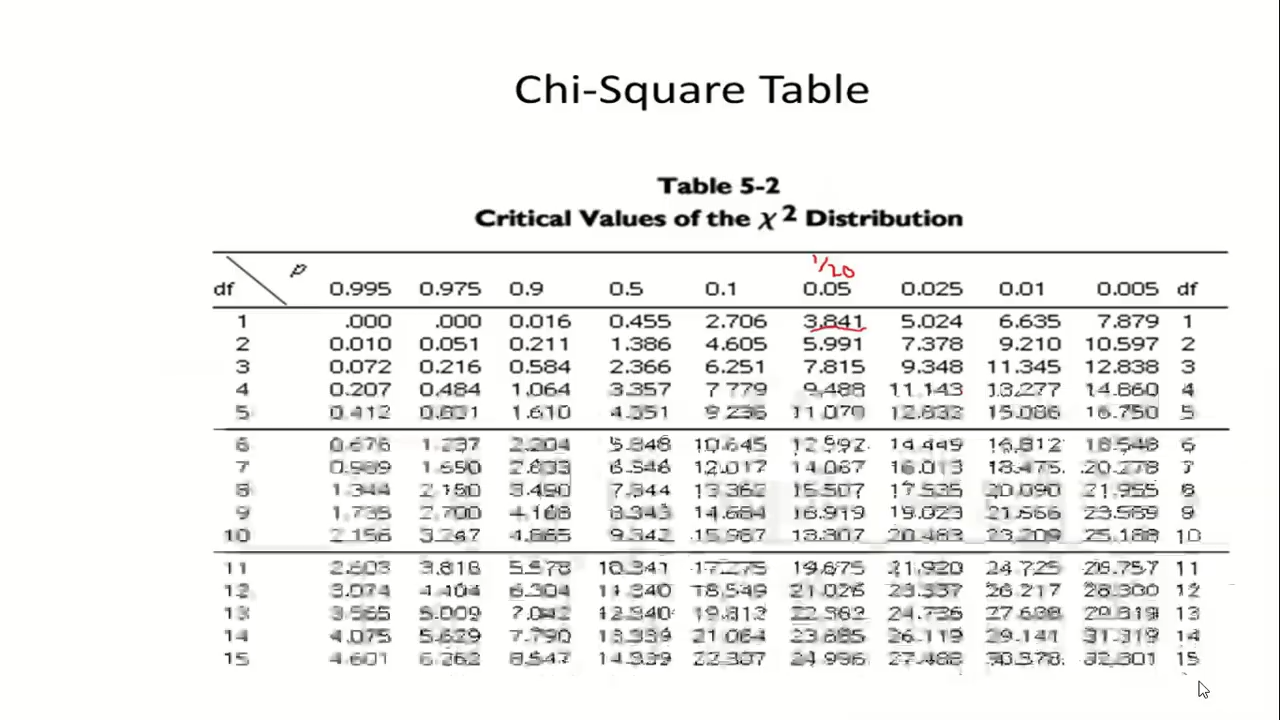 Chi-Square Table
Table 5-2
Critical Values of the χ2 Distribution
1/20
p
df 0.995 0.975 0.9 0.5 0.1 0.05 0.025 0.01 0.005 df
1 .000 .000 0.016 0.455 2.706 3.841 5.024 6.635 7.879 1
2 0.010 0.051 0.211 1.386 4.605 5.991 7.378 9.210 10.597 2
3 0.072 0.216 0.584 2.366 6.251 7.815 9.348 11.345 12.838 3
4 0.207 0.484 1.064 3.357 7.779 9.488 11.143 13.277 14.860 4
5 0.412 0.831 1.610 4.351 9.236 11.070 12.832 15.086 16.750 5
6 0.676 1.237 2.204 5.348 10.645 12.592 14.449 16.812 18.548 6
7 0.989 1.690 2.833 6.346 12.017 14.067 16.013 18.475 20.278 7
8 1.344 2.180 3.490 7.344 13.362 15.507 17.535 20.090 21.955 8
9 1.735 2.700 4.168 8.343 14.684 16.919 19.023 21.666 23.589 9
10 2.156 3.247 4.865 9.342 15.987 18.307 20.483 23.209 25.188 10
11 2.603 3.816 5.578 10.341 17.275 19.675 21.920 24.725 26.757 11
12 3.074 4.404 6.304 11.340 18.549 21.026 23.337 26.217 28.300 12
13 3.565 5.009 7.042 12.340 19.812 22.362 24.736 27.688 29.819 13
14 4.075 5.629 7.790 13.339 21.064 23.685 26.119 29.141 31.319 14
15 4.601 6.262 8.547 14.339 22.307 24.996 27.488 30.578 32.801 15